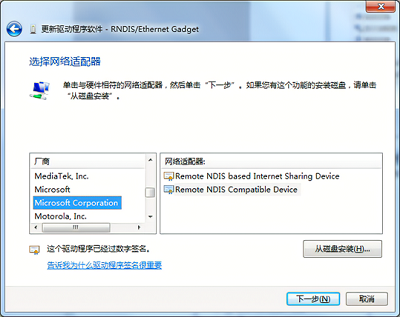 更新驱动程序软件 - RNDIS/Ethernet Gadget
选择网络适配器
单击与硬件相符的网络适配器，然后单击“下一步”。如果您有这个功能的安装磁盘，请单击
“从磁盘安装”。
厂商
MediaTek, Inc.
Microsoft
Microsoft Corporation
Motorola, Inc.
网络适配器:
Remote NDIS based Internet Sharing Device
Remote NDIS Compatible Device
这个驱动程序已经过数字签名。
告诉我为什么驱动程序签名很重要
从磁盘安装(H)...
下一步(N)
取消